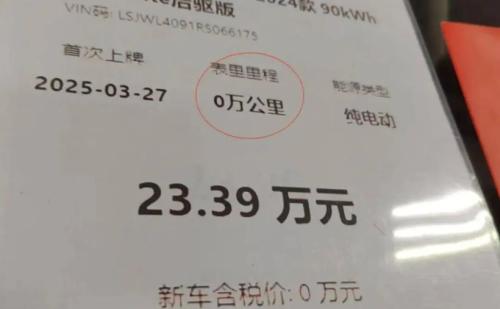 后驱版 2024款 90kWh
VIN码: LSJWL4091RS066175
首次上牌 表里里程 能源类型
2025-03-27 0万公里 纯电动
23.39 万元
新车含税价: 0 万元